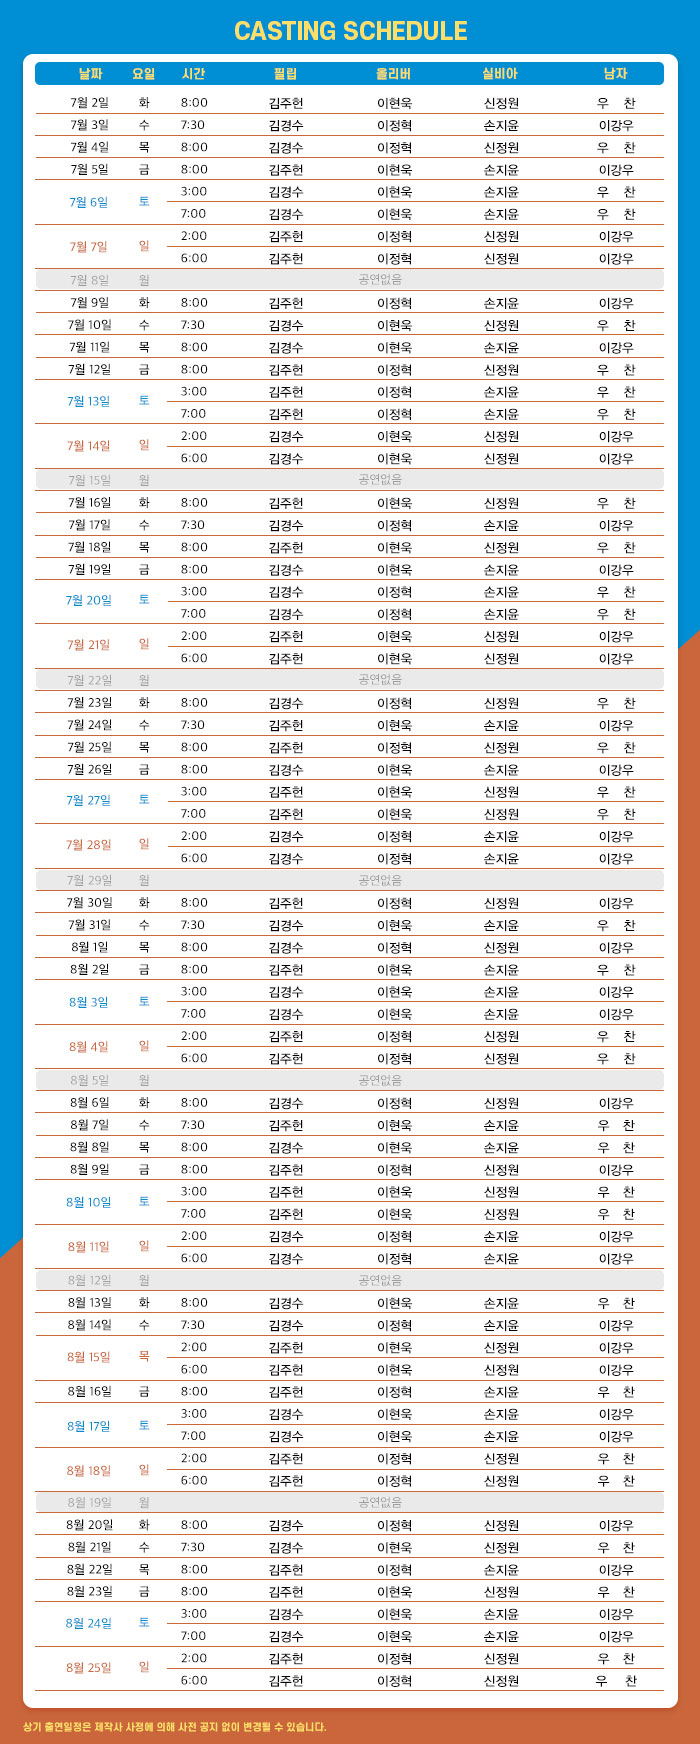 CASTING SCHEDULE
날짜 요일 시간 필립 올리버 실비아 남자
7월 2일 화 8:00 김주헌 이현욱 신정원 우 찬
7월 3일 수 7:30 김경수 이정혁 손지윤 이강우
7월 4일 목 8:00 김경수 이정혁 신정원 우 찬
7월 5일 금 8:00 김주헌 이현욱 손지윤 이강우
7월 6일 토 3:00 김경수 이현욱 손지윤 우 찬
7:00 김경수 이현욱 손지윤 우 찬
7월 7일 일 2:00 김주헌 이정혁 신정원 이강우
6:00 김주헌 이정혁 신정원 이강우
7월 8일 월 공연없음
7월 9일 화 8:00 김주헌 이정혁 손지윤 이강우
7월 10일 수 7:30 김경수 이현욱 신정원 우 찬
7월 11일 목 8:00 김경수 이현욱 손지윤 이강우
7월 12일 금 8:00 김주헌 이정혁 신정원 우 찬
7월 13일 토 3:00 김주헌 이정혁 손지윤 우 찬
7:00 김주헌 이정혁 손지윤 우 찬
7월 14일 일 2:00 김경수 이현욱 신정원 이강우
6:00 김경수 이현욱 신정원 이강우
7월 15일 월 공연없음
7월 16일 화 8:00 김주헌 이현욱 신정원 우 찬
7월 17일 수 7:30 김경수 이정혁 손지윤 이강우
7월 18일 목 8:00 김주헌 이정혁 신정원 우 찬
7월 19일 금 8:00 김경수 이현욱 손지윤 이강우
7월 20일 토 3:00 김경수 이정혁 손지윤 우 찬
7:00 김경수 이정혁 손지윤 우 찬
7월 21일 일 2:00 김주헌 이현욱 신정원 이강우
6:00 김주헌 이현욱 신정원 이강우
7월 22일 월 공연없음
7월 23일 화 8:00 김경수 이정혁 신정원 우 찬
7월 24일 수 7:30 김주헌 이현욱 손지윤 이강우
7월 25일 목 8:00 김주헌 이정혁 신정원 우 찬
7월 26일 금 8:00 김경수 이현욱 손지윤 이강우
7월 27일 토 3:00 김주헌 이현욱 신정원 우 찬
7:00 김주헌 이현욱 신정원 우 찬
7월 28일 일 2:00 김경수 이정혁 손지윤 이강우
6:00 김경수 이정혁 손지윤 이강우
7월 29일 월 공연없음
7월 30일 화 8:00 김주헌 이정혁 신정원 이강우
7월 31일 수 7:30 김경수 이현욱 손지윤 우 찬
8월 1일 목 8:00 김경수 이정혁 신정원 이강우
8월 2일 금 8:00 김주헌 이현욱 손지윤 우 찬
8월 3일 토 3:00 김경수 이현욱 손지윤 이강우
7:00 김경수 이현욱 손지윤 이강우
8월 4일 일 2:00 김주헌 이정혁 신정원 우 찬
6:00 김주헌 이정혁 신정원 우 찬
8월 5일 월 공연없음
8월 6일 화 8:00 김경수 이정혁 신정원 이강우
8월 7일 수 7:30 김주헌 이현욱 손지윤 우 찬
8월 8일 목 8:00 김경수 이현욱 손지윤 우 찬
8월 9일 금 8:00 김주헌 이정혁 신정원 이강우
8월 10일 토 3:00 김주헌 이현욱 신정원 우 찬
7:00 김주헌 이현욱 신정원 우 찬
8월 11일 일 2:00 김경수 이정혁 손지윤 이강우
6:00 김경수 이정혁 손지윤 이강우
8월 12일 월 공연없음
8월 13일 화 8:00 김경수 이현욱 손지윤 우 찬
8월 14일 수 7:30 김경수 이정혁 손지윤 이강우
8월 15일 목 2:00 김주헌 이현욱 신정원 이강우
6:00 김주헌 이현욱 신정원 이강우
8월 16일 금 8:00 김주헌 이정혁 손지윤 우 찬
8월 17일 토 3:00 김경수 이현욱 손지윤 이강우
7:00 김경수 이현욱 손지윤 이강우
8월 18일 일 2:00 김주헌 이정혁 신정원 우 찬
6:00 김주헌 이정혁 신정원 우 찬
8월 19일 월 공연없음
8월 20일 화 8:00 김경수 이정혁 신정원 이강우
8월 21일 수 7:30 김경수 이현욱 신정원 우 찬
8월 22일 목 8:00 김주헌 이정혁 손지윤 이강우
8월 23일 금 8:00 김주헌 이현욱 신정원 우 찬
8월 24일 토 3:00 김경수 이현욱 손지윤 이강우
7:00 김경수 이현욱 손지윤 이강우
8월 25일 일 2:00 김주헌 이정혁 신정원 우 찬
6:00 김주헌 이정혁 신정원 우 찬
상기 출연일정은 제작사 사정에 의해 사전 공지 없이 변경될 수 있습니다.